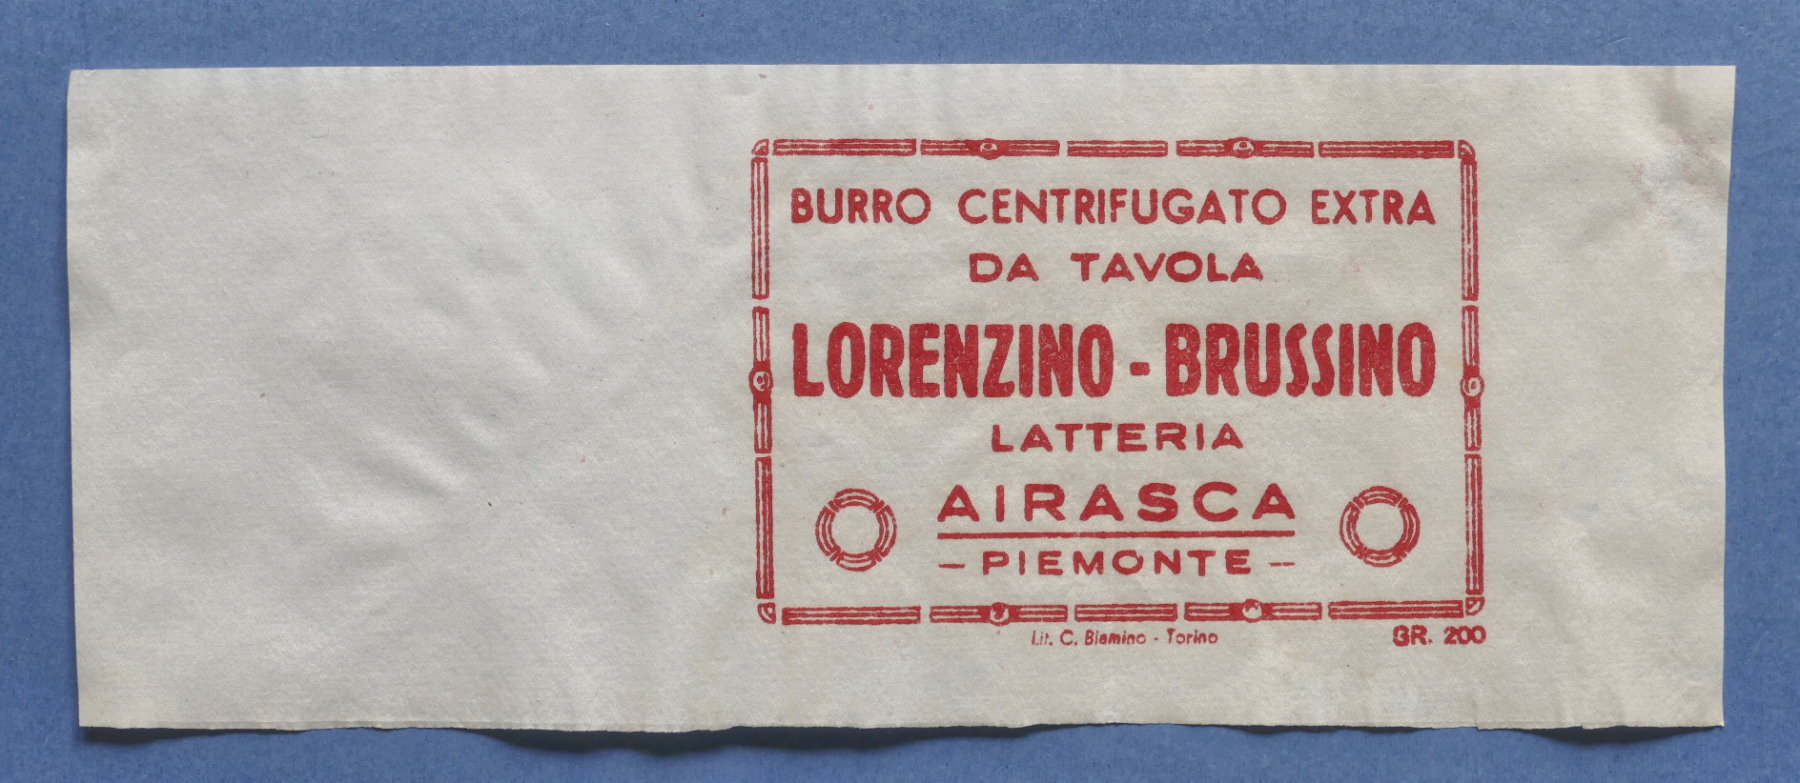 BURRO CENTRIFUGATO EXTRA
DA TAVOLA
LORENZINO - BRUSSINO
LATTERIA
AIRASCA
- PIEMONTE -
Lit. C. Biamino - Torino
GR. 200